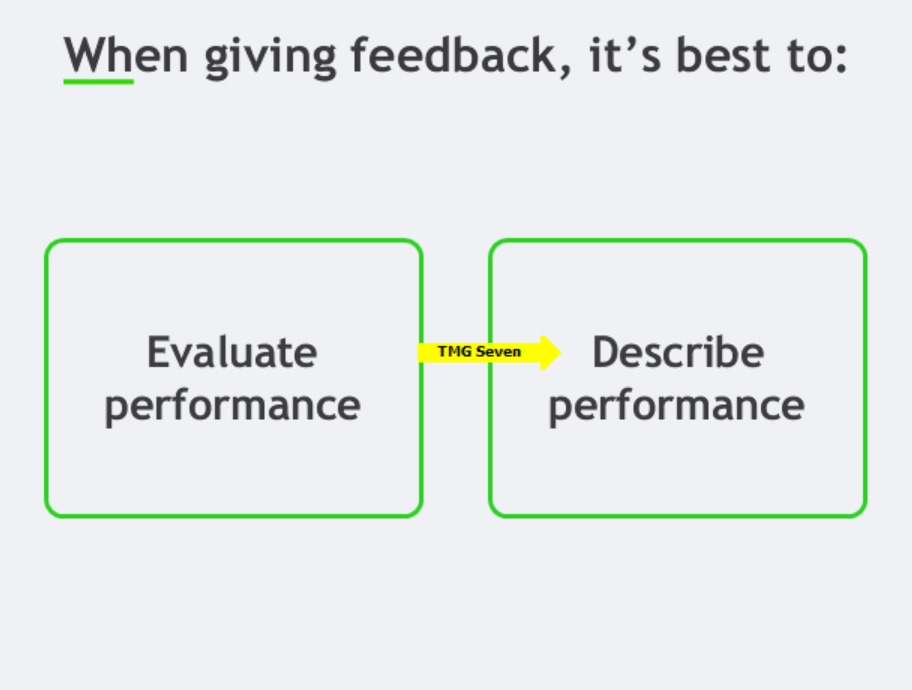 When giving feedback, it’s best to:
Evaluate
performance
TMG Seven
Describe
performance